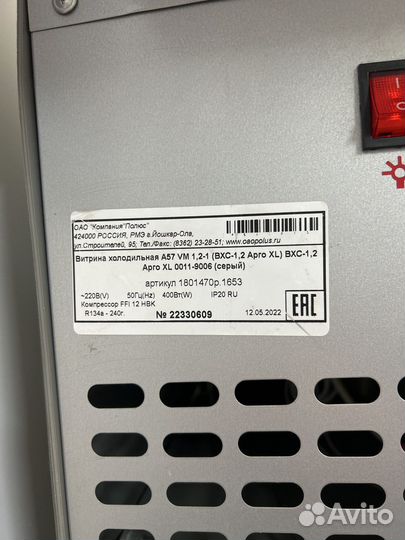 ОАО "Компания"Полюс"
424000 РОССИЯ, РМЭ г.Йошкар-Ола,
ул.Строителей, 95; Тел./Факс: (8362) 23-28-51; www.oaopolus.ru
Витрина холодильная А57 VM 1,2-1 (ВХС-1,2 Арго XL) ВХС-1,2
Арго XL 0011-9006 (серый)
артикул 1801470р.1653
~220В(V) 50Гц(Hz) 400Вт(W) IP20 RU
Компрессор FFI 12 HBK
R134a - 240г.
№ 22330609
12.05.2022
EAC
Avito